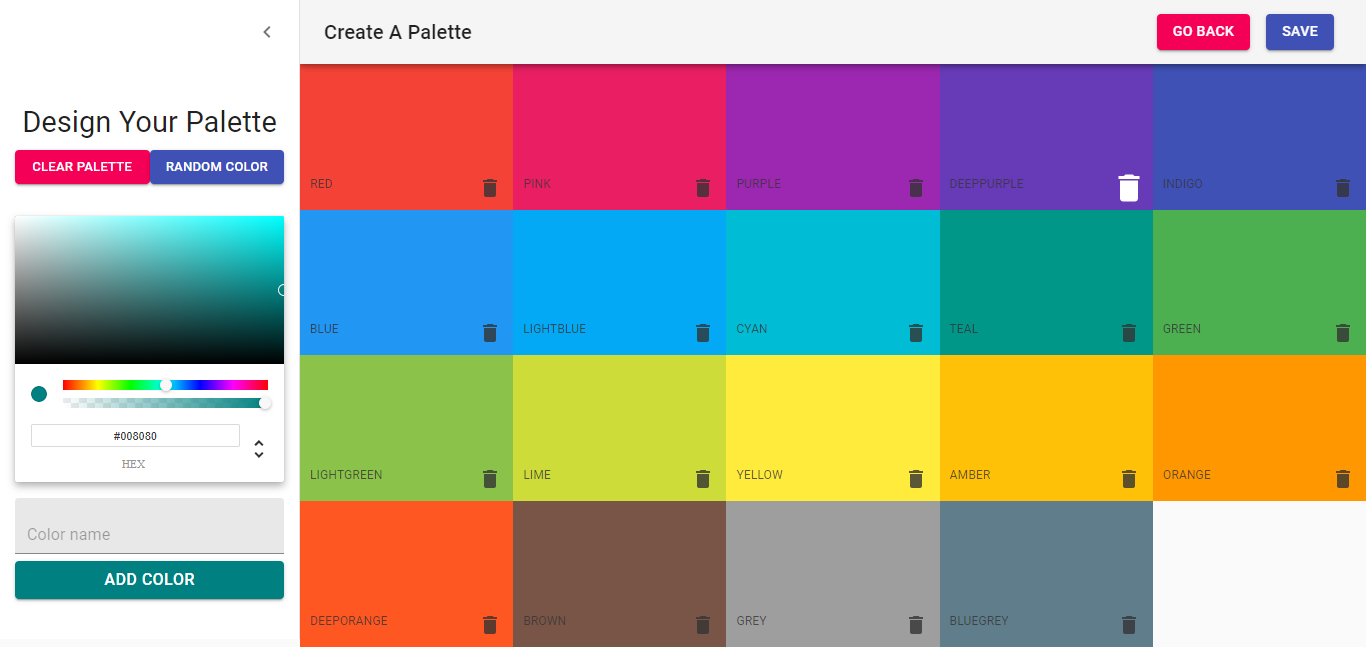 Create A Palette
GO BACK
SAVE
Design Your Palette
CLEAR PALETTE
RANDOM COLOR
#008080
HEX
Color name
ADD COLOR
RED
PINK
PURPLE
DEEPPURPLE
INDIGO
BLUE
LIGHTBLUE
CYAN
TEAL
GREEN
LIGHTGREEN
LIME
YELLOW
AMBER
ORANGE
DEEPORANGE
BROWN
GREY
BLUEGREY